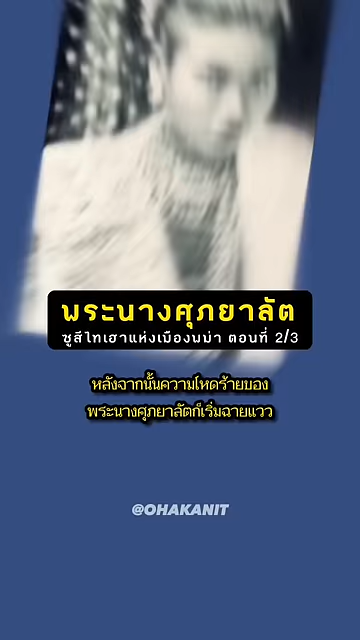 พระนางศุภยาลัต
ซูสีไทเฮาแห่งเมืองพม่า ตอนที่ 2/3
หลังจากนั้นความโหดร้ายของ
พระนางศุภยาลัตก็เริ่มฉายแวว
@OHAKANIT